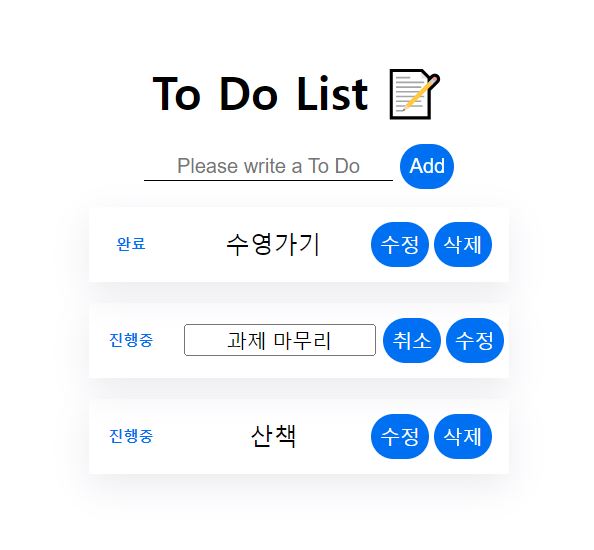 To Do List
Please write a To Do Add
완료 수영가기 수정 삭제
진행중 과제 마무리 취소 수정
진행중 산책 수정 삭제